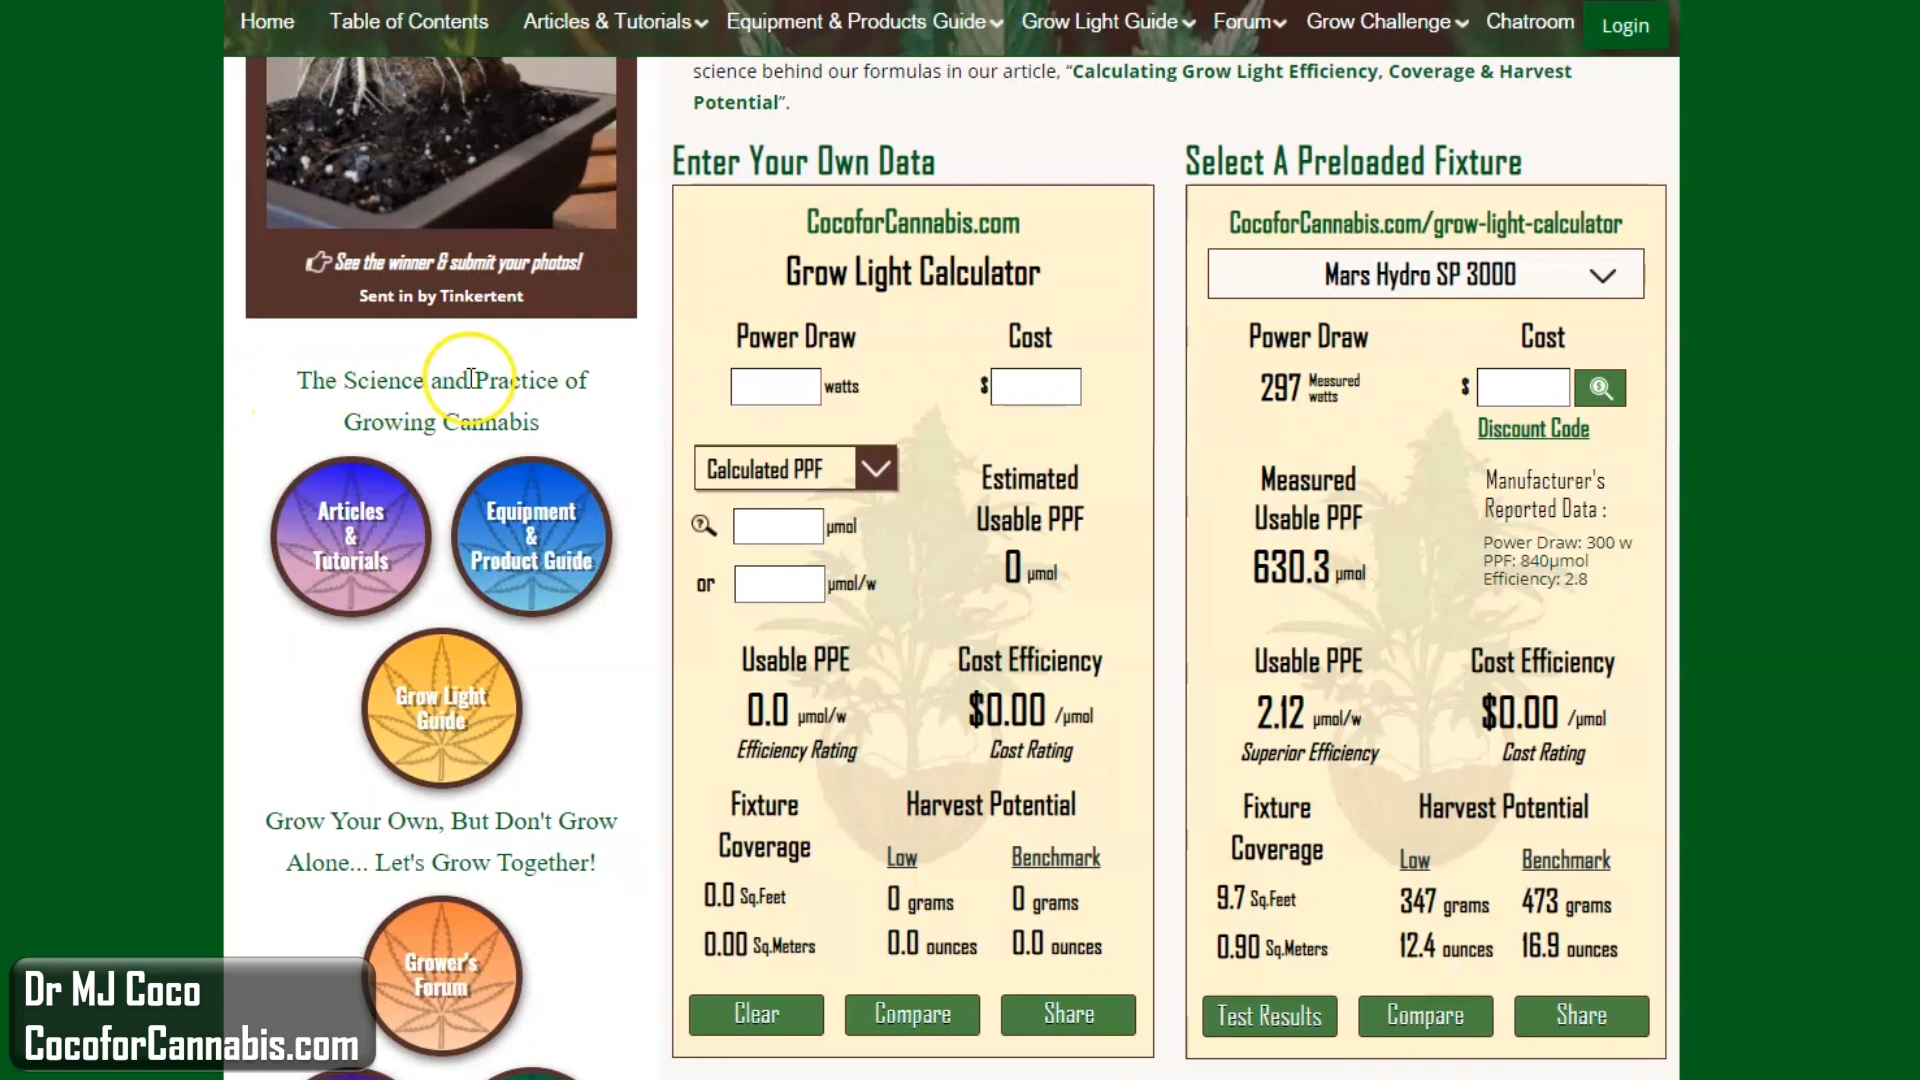 Home
Table of Contents
Articles & Tutorials
Equipment & Products Guide
Grow Light Guide
Forum
Grow Challenge
Chatroom
Login
science behind our formulas in our article, “Calculating Grow Light Efficiency, Coverage & Harvest
Potential”.
See the winner & submit your photos!
Sent in by Tinkertent
The Science and Practice of
Growing Cannabis
Articles
&
Tutorials
Equipment
&
Product Guide
Grow Light
Guide
Grow Your Own, But Don't Grow
Alone... Let's Grow Together!
Grower's
Forum
Enter Your Own Data
CocoforCannabis.com
Grow Light Calculator
Power Draw
Cost
watts
$
Calculated PPF
Estimated
Usable PPF
µmol
0 µmol
or
µmol/w
Usable PPE
Cost Efficiency
0.0 µmol/w
$0.00 /µmol
Efficiency Rating
Cost Rating
Fixture
Coverage
Harvest Potential
Low
Benchmark
0.0 Sq.Feet
0 grams
0 grams
0.00 Sq.Meters
0.0 ounces
0.0 ounces
Clear
Compare
Share
Select A Preloaded Fixture
CocoforCannabis.com/grow-light-calculator
Mars Hydro SP 3000
Power Draw
Cost
297 Measured
watts
$
Discount Code
Measured
Usable PPF
630.3 µmol
Manufacturer's
Reported Data :
Power Draw: 300 w
PPF: 840µmol
Efficiency: 2.8
Usable PPE
Cost Efficiency
2.12 µmol/w
$0.00 /µmol
Superior Efficiency
Cost Rating
Fixture
Coverage
Harvest Potential
Low
Benchmark
9.7 Sq.Feet
347 grams
473 grams
0.90 Sq.Meters
12.4 ounces
16.9 ounces
Test Results
Compare
Share
Dr MJ Coco
CocoforCannabis.com